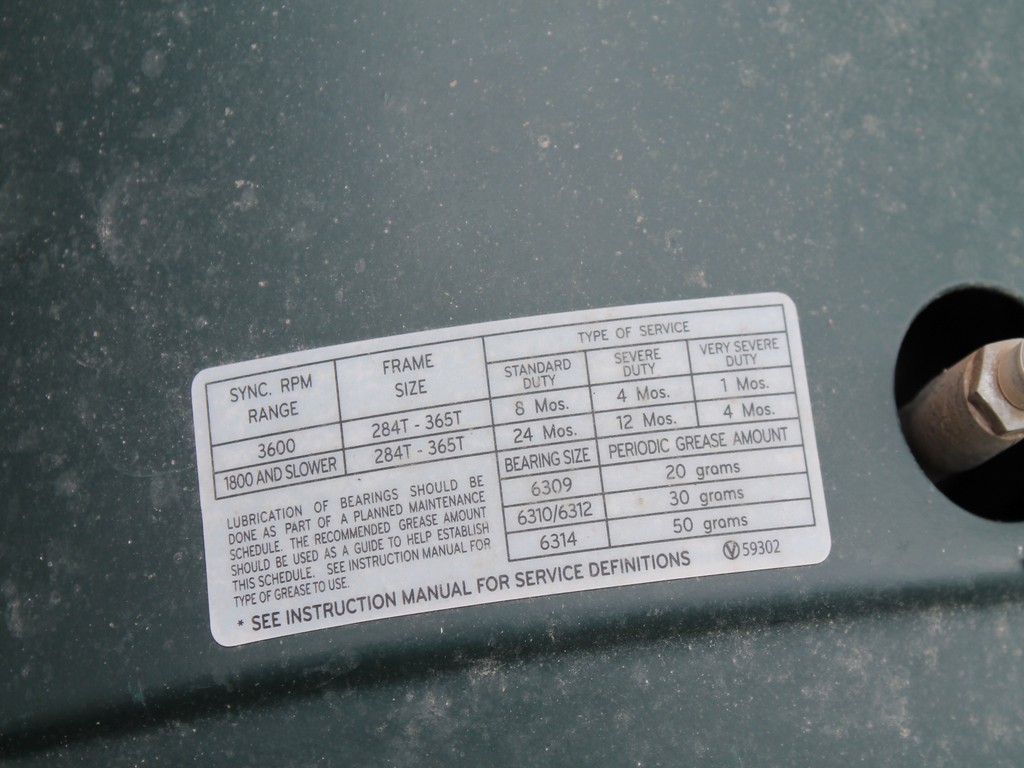 SYNC. RPM RANGE FRAME SIZE TYPE OF SERVICE
STANDARD DUTY SEVERE DUTY VERY SEVERE DUTY
3600 284T - 365T 8 Mos. 4 Mos. 1 Mos.
1800 AND SLOWER 284T - 365T 24 Mos. 12 Mos. 4 Mos.
BEARING SIZE PERIODIC GREASE AMOUNT
6309 20 grams
6310/6312 30 grams
6314 50 grams
LUBRICATION OF BEARINGS SHOULD BE
DONE AS PART OF A PLANNED MAINTENANCE
SCHEDULE. THE RECOMMENDED GREASE AMOUNT
SHOULD BE USED AS A GUIDE TO HELP ESTABLISH
THIS SCHEDULE. SEE INSTRUCTION MANUAL FOR
TYPE OF GREASE TO USE.
* SEE INSTRUCTION MANUAL FOR SERVICE DEFINITIONS 59302